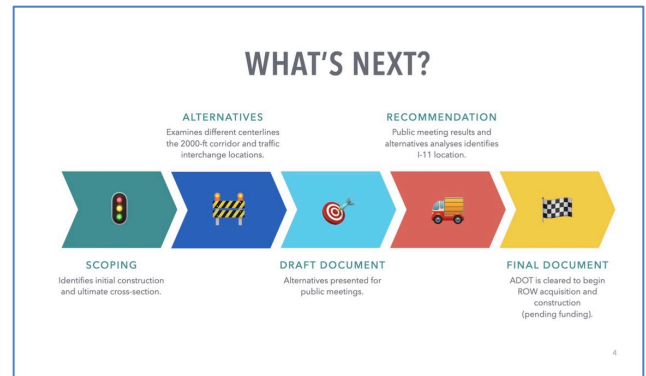 WHAT'S NEXT?
ALTERNATIVES
Examines different centerlines
the 2000-ft corridor and traffic
interchange locations.
RECOMMENDATION
Public meeting results and
alternatives analyses identifies
I-11 location.
SCOPING
Identifies initial construction
and ultimate cross-section.
DRAFT DOCUMENT
Alternatives presented for
public meetings.
FINAL DOCUMENT
ADOT is cleared to begin
ROW acquisition and
construction
(pending funding).
4